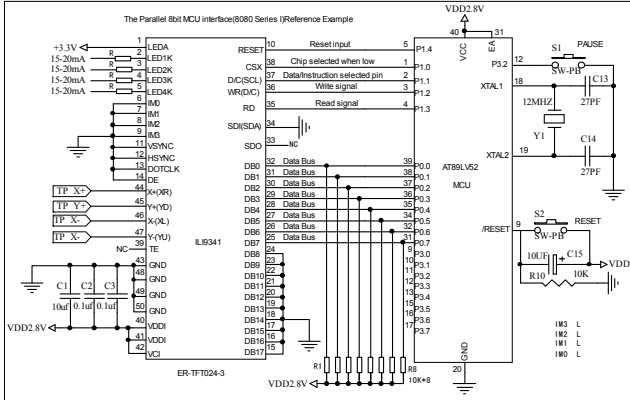 The Parallel 8bit MCU interface(8080 Series I)Reference Example
VDD2.8V
+3.3V
15-20mA R
15-20mA R
15-20mA R
15-20mA R
1 LEDA
2 LED1K
3 LED2K
4 LED3K
5 LED4K
6 IM0
7 IM1
8 IM2
9 IM3
11 VSYNC
12 HSYNC
13 DOTCLK
14 DE
TP X+ 44 X+(XR)
TP Y+ 45 Y+(YD)
TP X- 46 X-(XL)
TP X- 47 Y-(YU)
NC 39 TE
43 GND
48 GND
49 GND
50 GND
40 VDDI
41 VDDI
42 VCI
C1 C2 C3
10uf 0.1uf 0.1uf
VDD2.8V
ILI9341
ER-TFT024-3
RESET 10 Reset input 5 P1.4
CSX 38 Chip selected when low 1 P1.0
D/C(SCL) 37 Data/Instruction selected pin 2 P1.1
WR(D/C) 36 Write signal 3 P1.2
RD 35 Read signal 4 P1.3
SDI(SDA) 34
SDO 33 NC
DB0 32 Data Bus 39 P0.0
DB1 31 Data Bus 38 P0.1
DB2 30 Data Bus 37 P0.2
DB3 29 Data Bus 36 P0.3
DB4 28 Data Bus 35 P0.4
DB5 27 Data Bus 34 P0.5
DB6 26 Data Bus 32 P0.6
DB7 25 Data Bus 31 P0.7
DB8 24
DB9 23
DB10 22
DB11 21
DB12 20
DB13 19
DB14 18
DB15 17
DB16 16
DB17 15
9 P3.0
10 P3.1
11 P3.2
12 P3.3
13 P3.4
14 P3.5
15 P3.6
16 P3.7
17
R1 R8
VDD2.8V 10K*8
40 VCC
31 EA
AT89LV52
MCU
P3.2 12
XTAL1 18
XTAL2 19
/RESET 9
GND
20
S1 PAUSE
SW-PB
C13
27PF
12MHZ
Y1
C14
27PF
S2 RESET
SW-PB
10UF C15
VDD
R10 10K
IM3 L
IM2 L
IM1 L
IM0 L